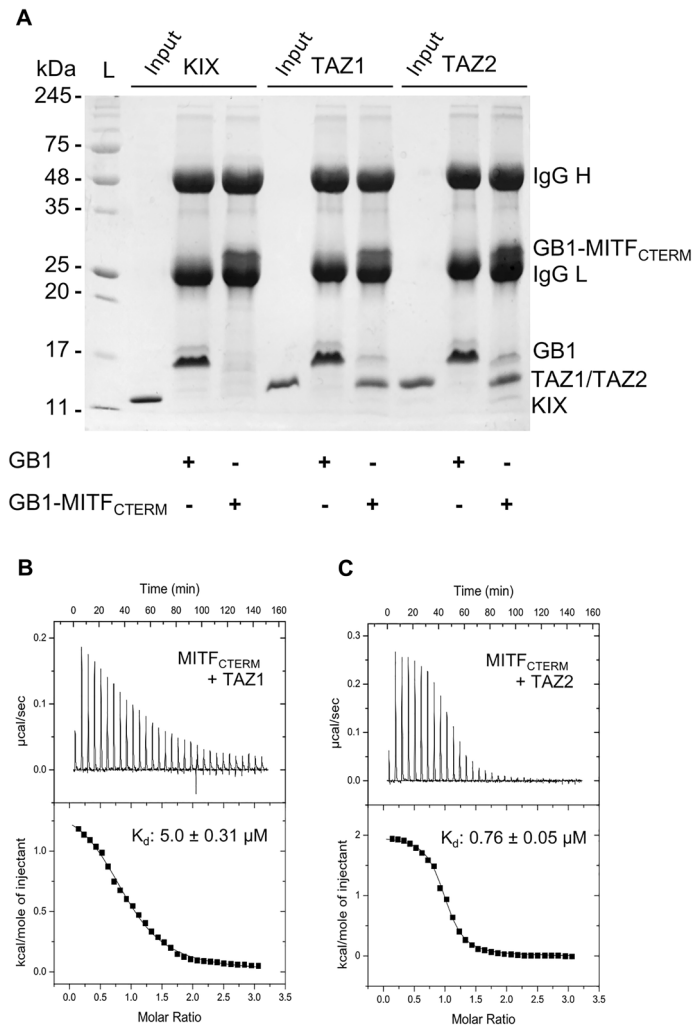 A
kDa L Input KIX Input TAZ1 Input TAZ2
245-
75 -
48 -
35 -
25 -
20 -
17 -
11 -
IgG H
GB1-MITFCTERM
IgG L
GB1
TAZ1/TAZ2
KIX
GB1 + - + - + -
GB1-MITFCTERM - + - + - +
B
Time (min)
0 20 40 60 80 100 120 140 160
MITFCTERM
+ TAZ1
µcal/sec
0.2
0.1
0.0
Kd: 5.0 ± 0.31 µM
kcal/mole of injectant
1.0
0.5
0.0
0.0 0.5 1.0 1.5 2.0 2.5 3.0 3.5
Molar Ratio
C
Time (min)
0 20 40 60 80 100 120 140 160
MITFCTERM
+ TAZ2
µcal/sec
0.3
0.2
0.1
0.0
Kd: 0.76 ± 0.05 µM
kcal/mole of injectant
2
1
0
0.0 0.5 1.0 1.5 2.0 2.5 3.0 3.5
Molar Ratio